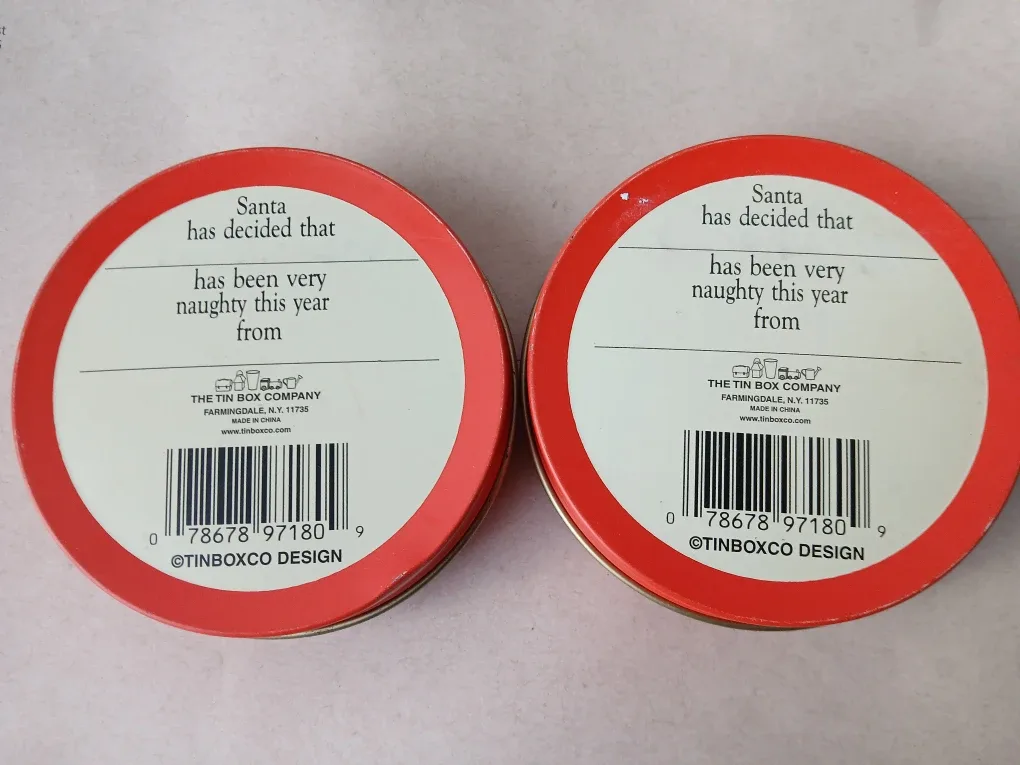 Santa
has decided that
has been very
naughty this year
from
THE TIN BOX COMPANY
FARMINGDALE, N.Y. 11735
MADE IN CHINA
www.tinboxco.com
0 78678 97180 9
©TINBOXCO DESIGN
Santa
has decided that
has been very
naughty this year
from
THE TIN BOX COMPANY
FARMINGDALE, N.Y. 11735
MADE IN CHINA
www.tinboxco.com
0 78678 97180 9
©TINBOXCO DESIGN